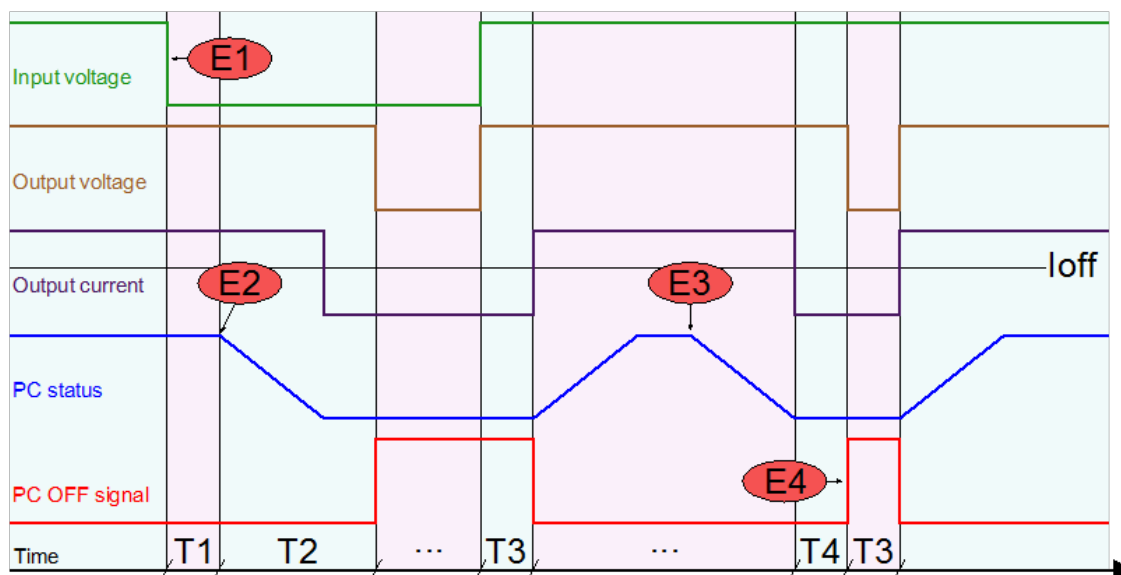 E1
Input voltage
Output voltage
Ioff
E2
E3
Output current
PC status
E4
PC OFF signal
Time
T1
T2
...
T3
...
T4
T3